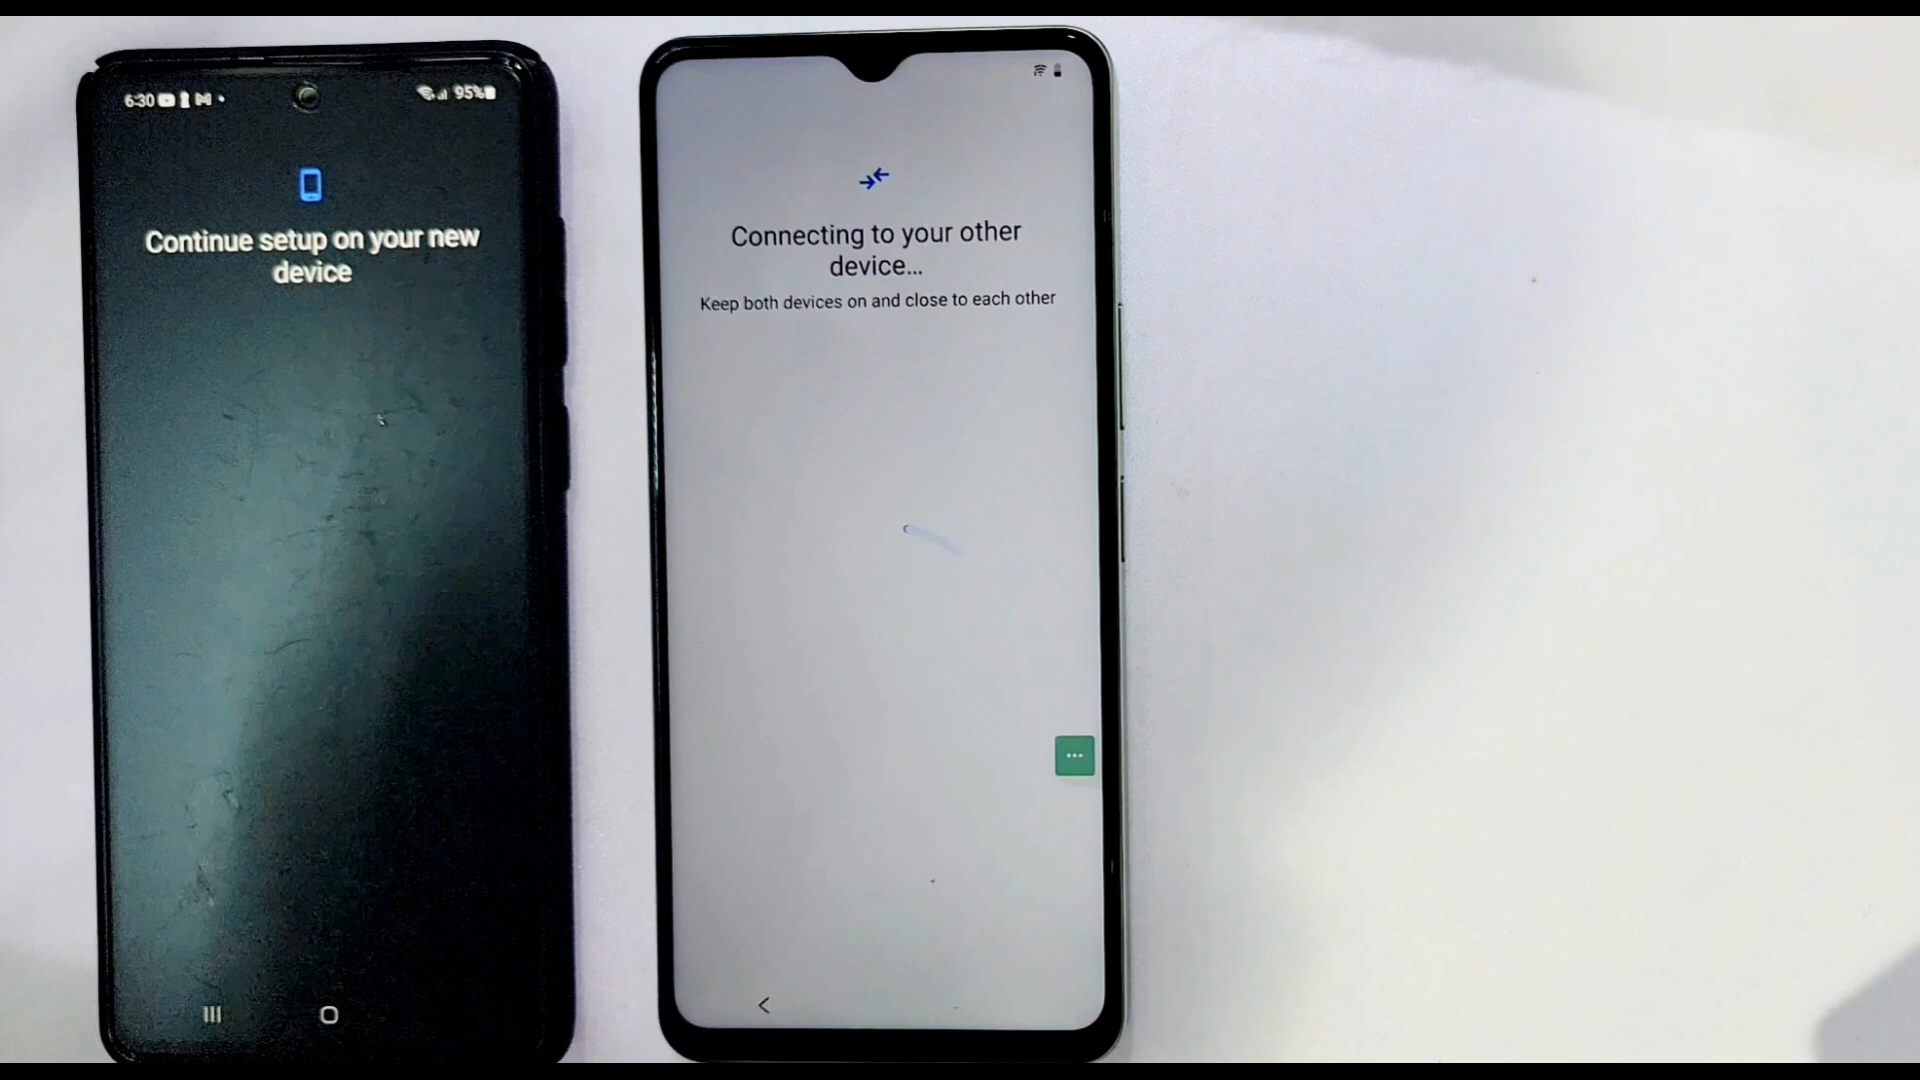 6:30
95%
Continue setup on your new
device
Connecting to your other
device...
Keep both devices on and close to each other